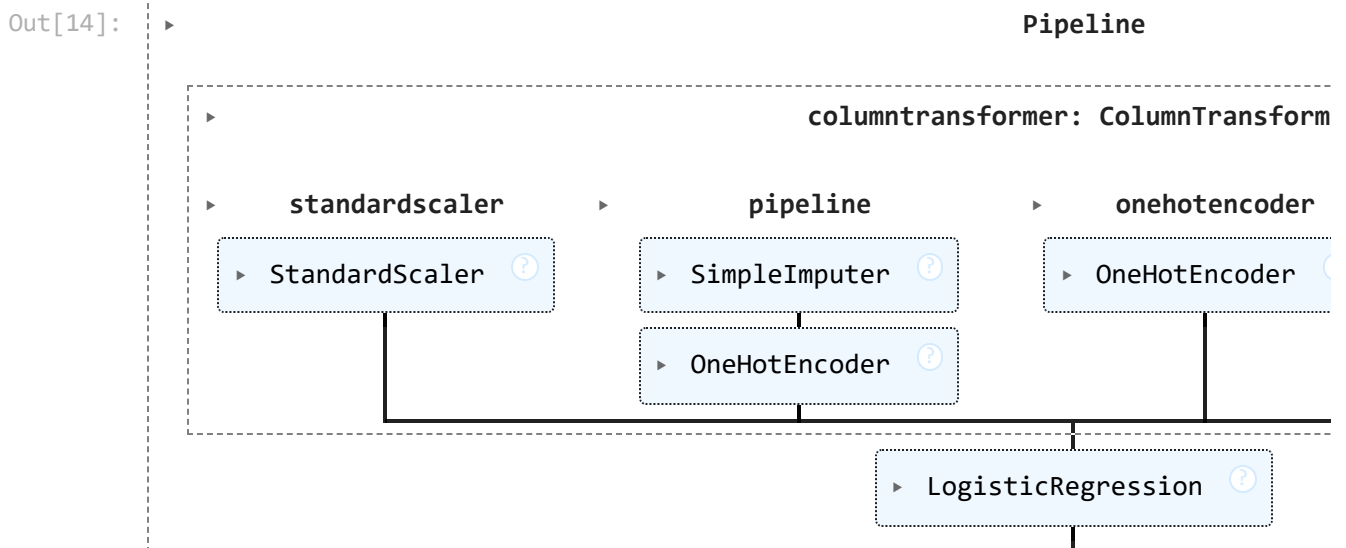 Out[14]: Pipeline
columntransformer: ColumnTransform
standardscaler pipeline onehotencoder
StandardScaler ? SimpleImputer ? OneHotEncoder
OneHotEncoder ?
LogisticRegression ?